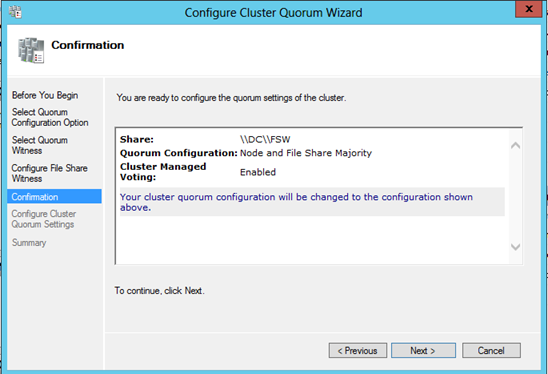 Configure Cluster Quorum Wizard
X
Confirmation
Before You Begin
Select Quorum
Configuration Option
Select Quorum
Witness
Configure File Share
Witness
Confirmation
Configure Cluster
Quorum Settings
Summary
You are ready to configure the quorum settings of the cluster.
Share: \\DC\\FSW
Quorum Configuration: Node and File Share Majority
Cluster Managed
Voting: Enabled
Your cluster quorum configuration will be changed to the configuration shown
above.
To continue, click Next.
< Previous
Next >
Cancel